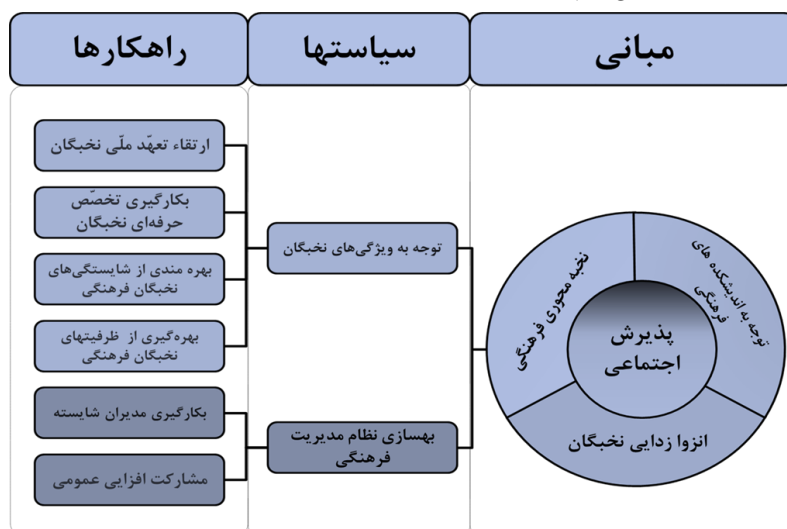 مبانی
سیاستها
راهکارها
نخبه محوری فرهنگی
توجه به اندیشکده های
فرهنگی
پذیرش
اجتماعی
انزوا زدایی نخبگان
توجه به ویژگی‌های نخبگان
بهسازی نظام مدیریت
فرهنگی
ارتقاء تعهّد ملّی نخبگان
بکارگیری تخصّص
حرفه‌ای نخبگان
بهره مندی از شایستگی‌های
نخبگان فرهنگی
بهره‌گیری از ظرفیتهای
نخبگان فرهنگی
بکارگیری مدیران شایسته
مشارکت افزایی عمومی